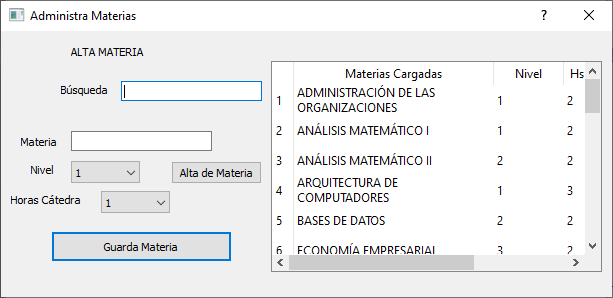 Administra Materias
ALTA MATERIA
Búsqueda
Materia
Nivel 1 Alta de Materia
Horas Cátedra 1
Guarda Materia
Materias Cargadas Nivel Hs
1 ADMINISTRACIÓN DE LAS ORGANIZACIONES 1 2
2 ANÁLISIS MATEMÁTICO I 1 2
3 ANÁLISIS MATEMÁTICO II 2 2
4 ARQUITECTURA DE COMPUTADORES 1 3
5 BASES DE DATOS 2 2
6 ECONOMÍA EMPRESARIAL 3 2